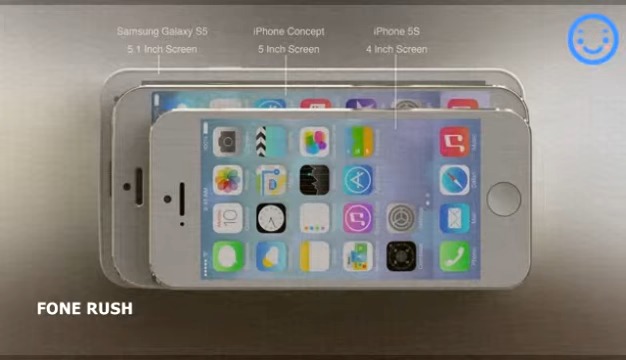 Samsung Galaxy S5
5.1 Inch Screen
iPhone Concept
5 Inch Screen
iPhone 5S
4 Inch Screen
10
FONE RUSH